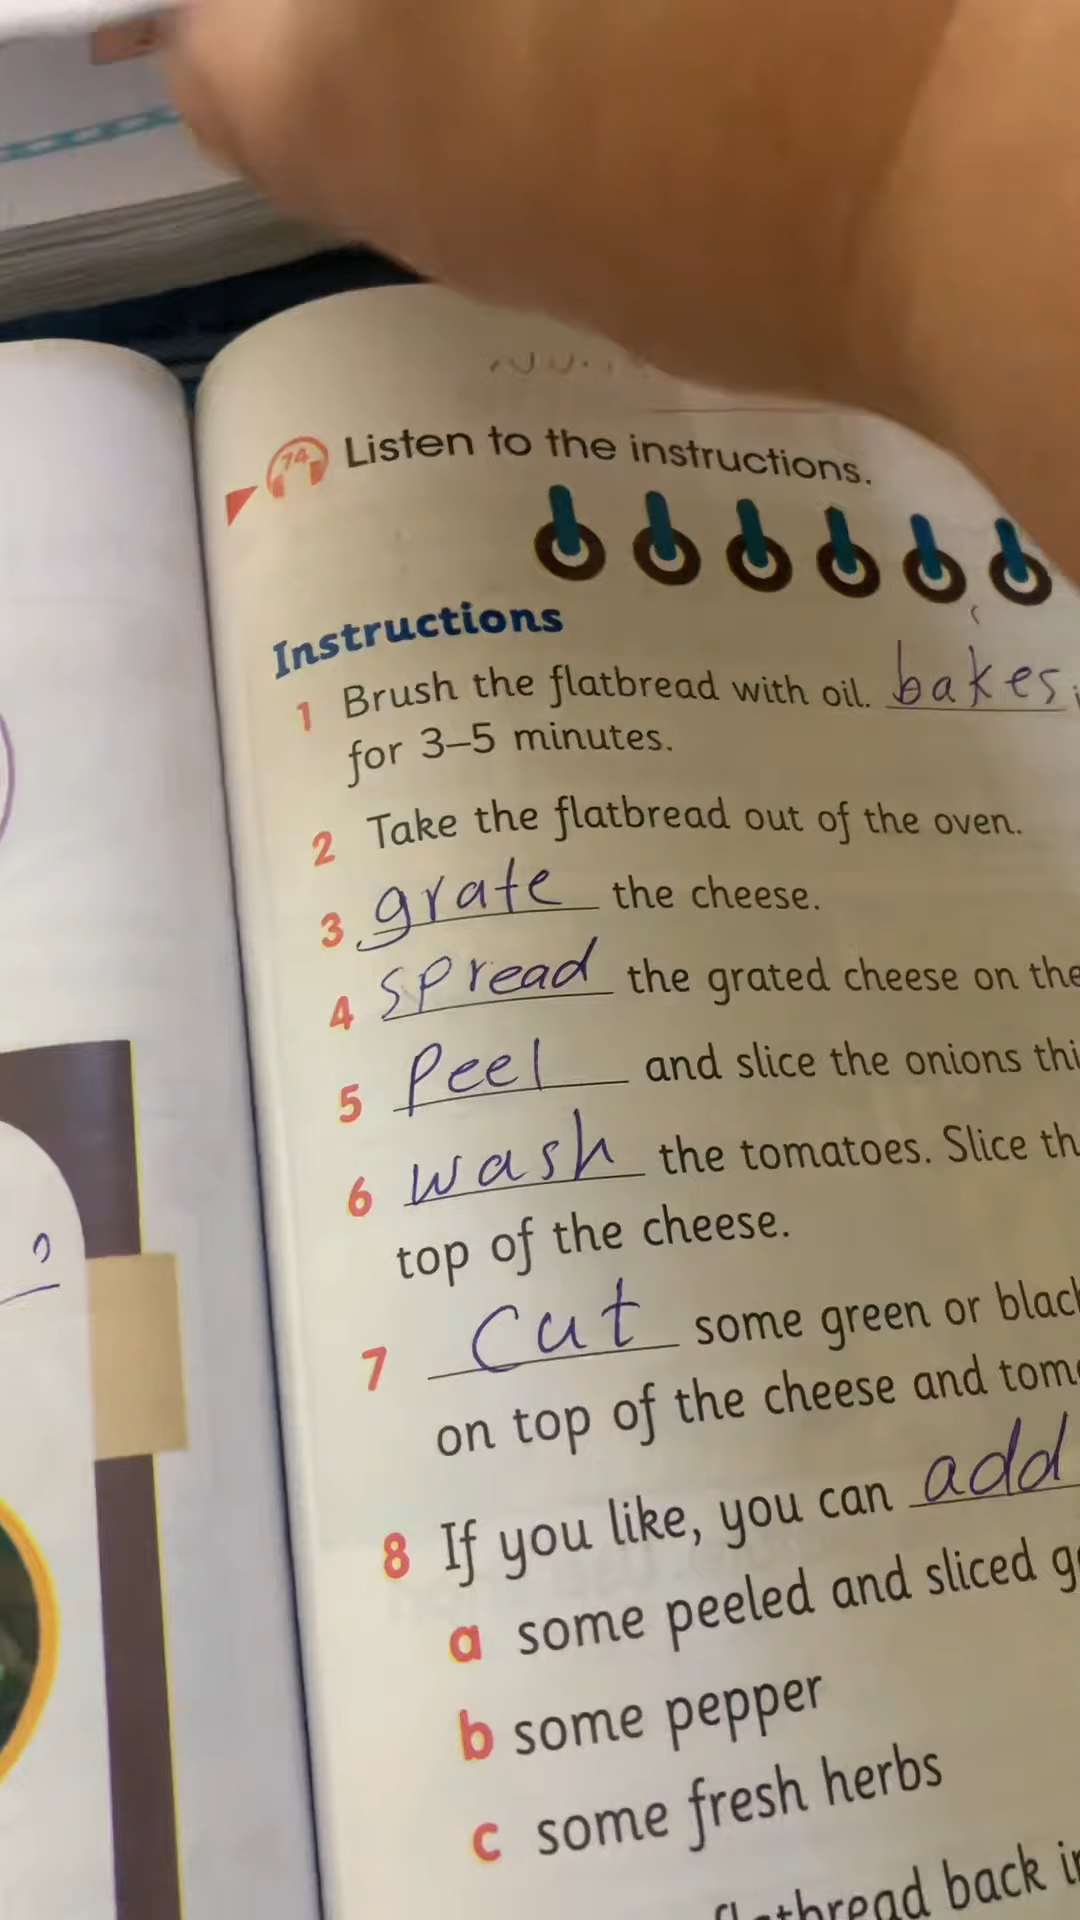 74 Listen to the instructions.
Instructions
1 Brush the flatbread with oil. bakes
for 3–5 minutes.
2 Take the flatbread out of the oven.
3 grate the cheese.
4 spread the grated cheese on the
5 Peel and slice the onions
6 wash the tomatoes. Slice
top of the cheese.
7 cut some green or
on top of the cheese and
8 If you like, you can add
a some peeled and sliced
b some pepper
c some fresh herbs
flatbread back